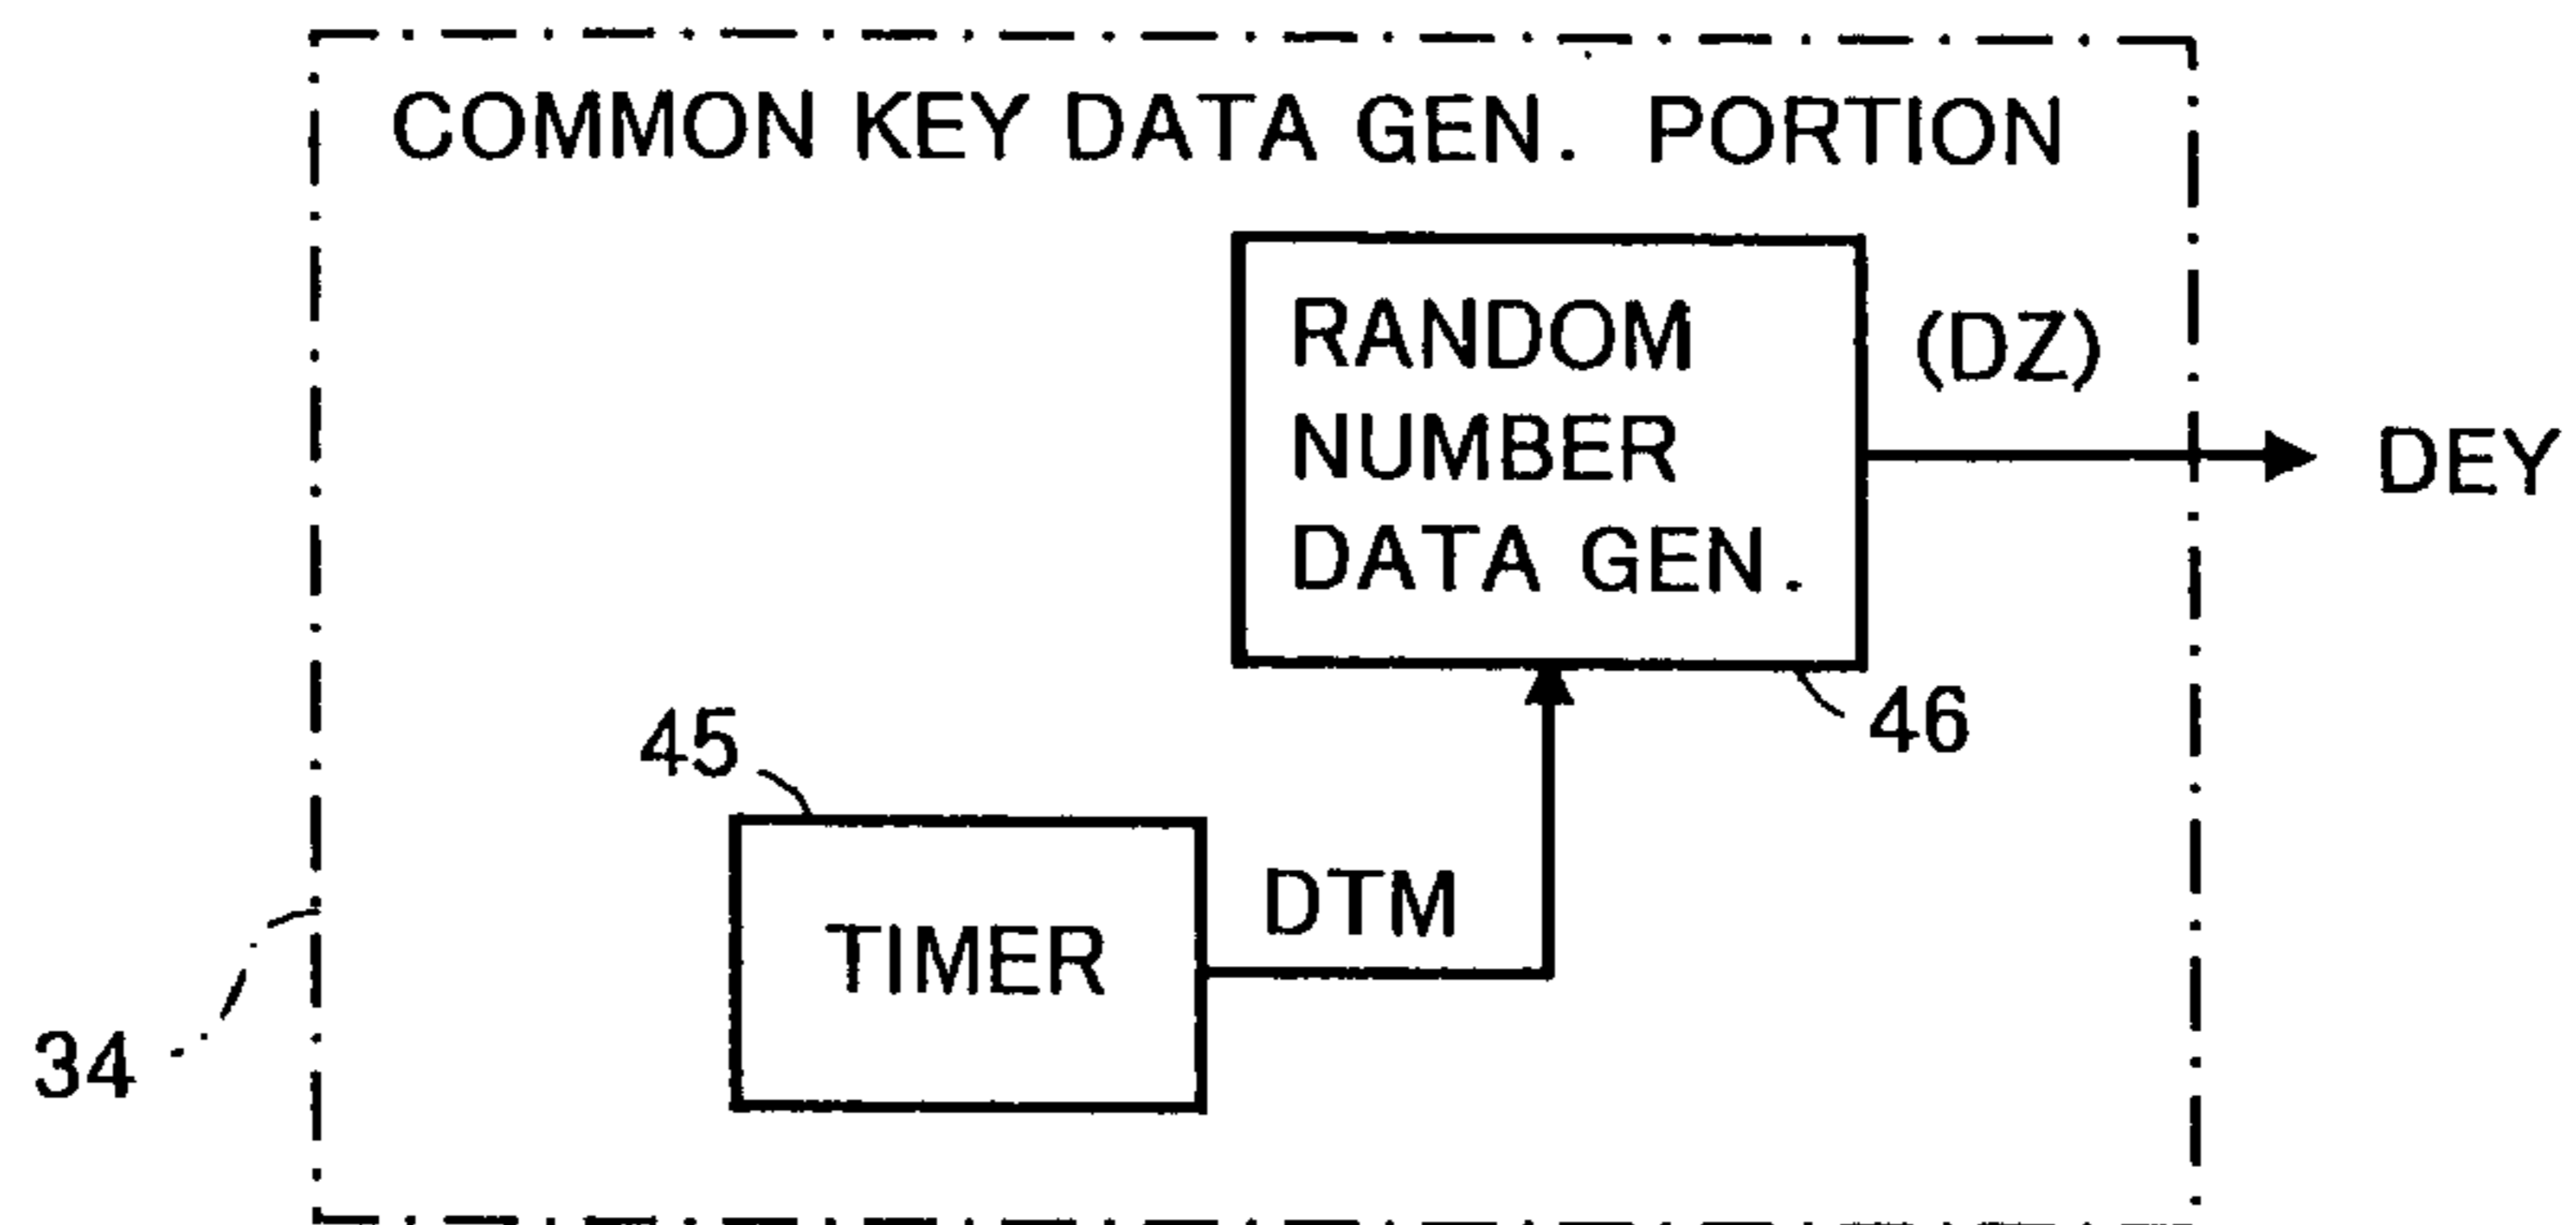 COMMON KEY DATA GEN. PORTION
RANDOM
NUMBER
DATA GEN.
(DZ)
DEY
46
45
TIMER
DTM
34